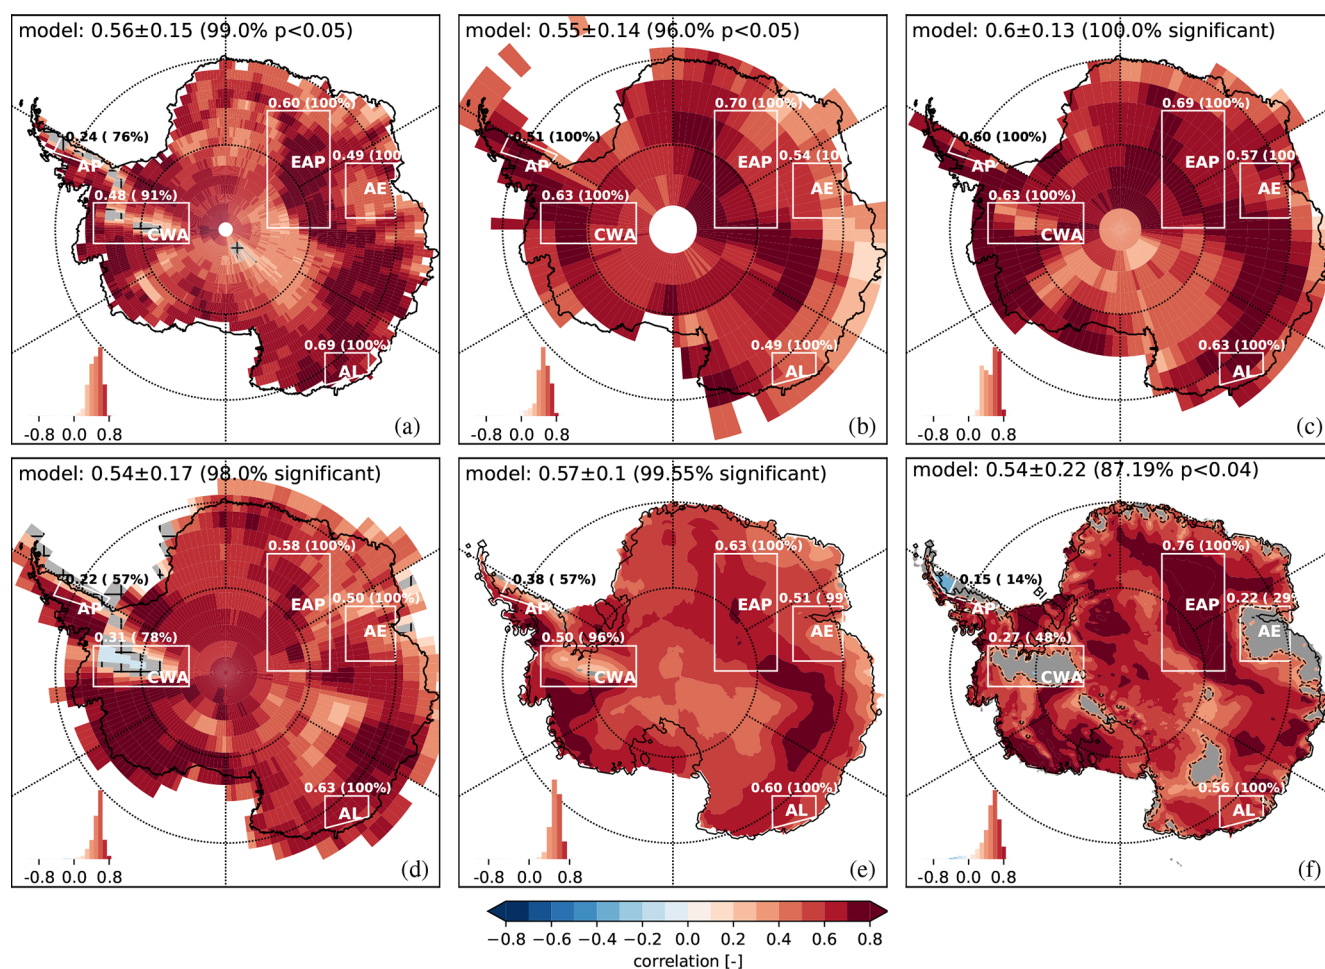 model: 0.56±0.15 (99.0% p<0.05)
0.60 (100%)
0.24 ( 76%)
EAP
0.49 (100
AP
AE
0.48 ( 91%)
CWA
0.69 (100%)
AL
-0.8 0.0 0.8
(a)
model: 0.55±0.14 (96.0% p<0.05)
0.70 (100%)
0.51 (100%)
EAP
0.54 (10
AP
AE
0.63 (100%)
CWA
0.49 (100%)
AL
-0.8 0.0 0.8
(b)
model: 0.6±0.13 (100.0% significant)
0.69 (100%)
0.60 (100%)
EAP
0.57 (100
AP
AE
0.63 (100%)
CWA
0.63 (100%)
AL
-0.8 0.0 0.8
(c)
model: 0.54±0.17 (98.0% significant)
0.58 (100%)
0.22 ( 57%)
EAP
0.50 (100%)
AP
AE
0.31 ( 78%)
CWA
0.63 (100%)
AL
-0.8 0.0 0.8
(d)
model: 0.57±0.1 (99.55% significant)
0.63 (100%)
0.38 ( 57%)
EAP
0.51 ( 99%
AP
AE
0.50 ( 96%)
CWA
0.60 (100%)
AL
-0.8 0.0 0.8
(e)
model: 0.54±0.22 (87.19% p<0.04)
0.76 (100%)
0.15 ( 14%)
BI
EAP
0.22 ( 29%
AP
AE
0.27 ( 48%)
CWA
0.56 (100%)
AL
-0.8 0.0 0.8
(f)
−0.8 −0.6 −0.4 −0.2 0.0 0.2 0.4 0.6 0.8
correlation [-]